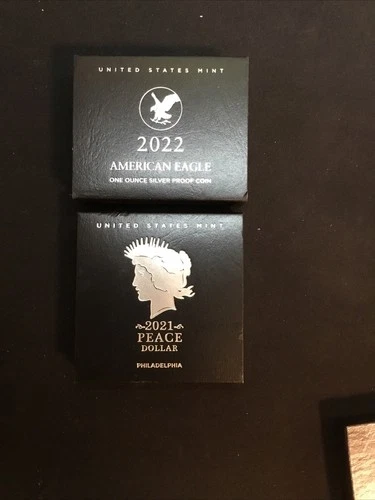 UNITED STATES MINT
2022
AMERICAN EAGLE
ONE OUNCE SILVER PROOF COIN
UNITED STATES MINT
2021
PEACE
DOLLAR
PHILADELPHIA